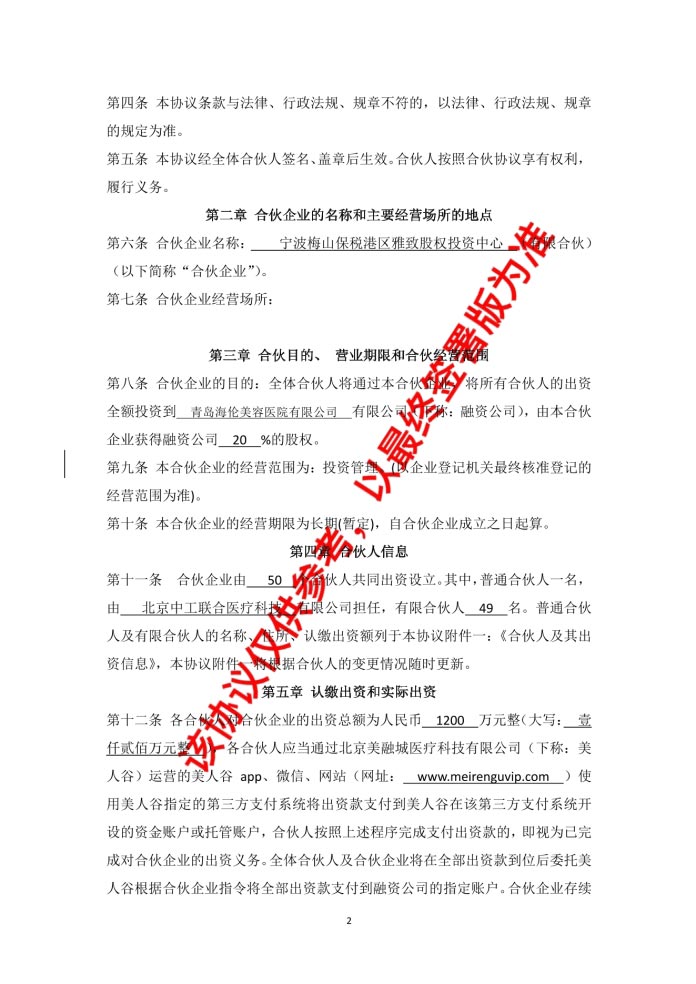 第四条 本协议条款与法律、行政法规、规章不符的，以法律、行政法规、规章
的规定为准。
第五条 本协议经全体合伙人签名、盖章后生效。合伙人按照合伙协议享有权利，
履行义务。
第二章 合伙企业的名称和主要经营场所的地点
第六条 合伙企业名称： 宁波梅山保税港区雅致股权投资中心 （有限合伙）
（以下简称“合伙企业”）。
第七条 合伙企业经营场所：
第三章 合伙目的、 营业期限和合伙经营范围
第八条 合伙企业的目的：全体合伙人将通过本合伙企业，将所有合伙人的出资
全额投资到 青岛海伦美容医院有限公司 有限公司（下称：融资公司），由本合伙
企业获得融资公司 20 %的股权。
第九条 本合伙企业的经营范围为：投资管理。(以企业登记机关最终核准登记的
经营范围为准)。
第十条 本合伙企业的经营期限为长期(暂定)，自合伙企业成立之日起算。
第四章 合伙人信息
第十一条 合伙企业由 50 个合伙人共同出资设立。其中，普通合伙人一名，
由 北京中工联合医疗科技 有限公司担任，有限合伙人 49 名。普通合伙
人及有限合伙人的名称、住所、认缴出资额列于本协议附件一：《合伙人及其出
资信息》，本协议附件一将根据合伙人的变更情况随时更新。
第五章 认缴出资和实际出资
第十二条 各合伙人对合伙企业的出资总额为人民币 1200 万元整（大写： 壹
仟贰佰万元整 ）。各合伙人应当通过北京美融城医疗科技有限公司（下称：美
人谷）运营的美人谷 app、微信、网站（网址： www.meirenguvip.com ）使
用美人谷指定的第三方支付系统将出资款支付到美人谷在该第三方支付系统开
设的资金账户或托管账户，合伙人按照上述程序完成支付出资款的，即视为已完
成对合伙企业的出资义务。全体合伙人及合伙企业将在全部出资款到位后委托美
人谷根据合伙企业指令将全部出资款支付到融资公司的指定账户。合伙企业存续
2
该协议仅供参考，以最终签署版为准